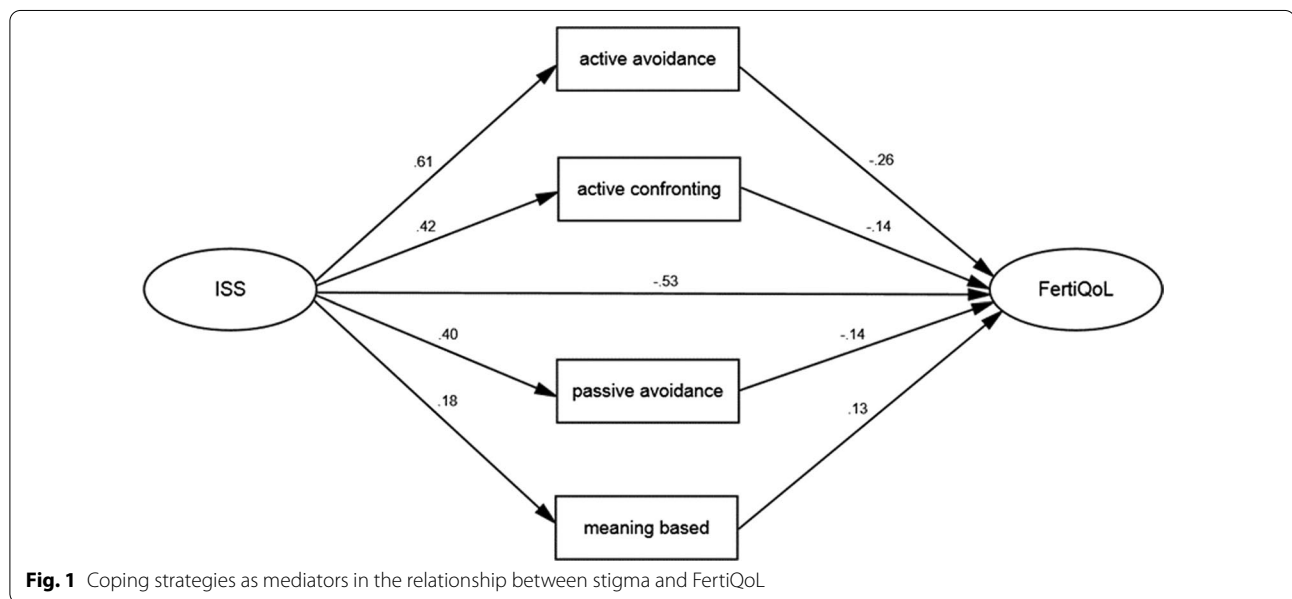 active avoidance
.61
-.26
active confronting
.42
-.14
ISS
-.53
FertiQoL
.40
-.14
passive avoidance
.18
.13
meaning based
Fig. 1 Coping strategies as mediators in the relationship between stigma and FertiQoL